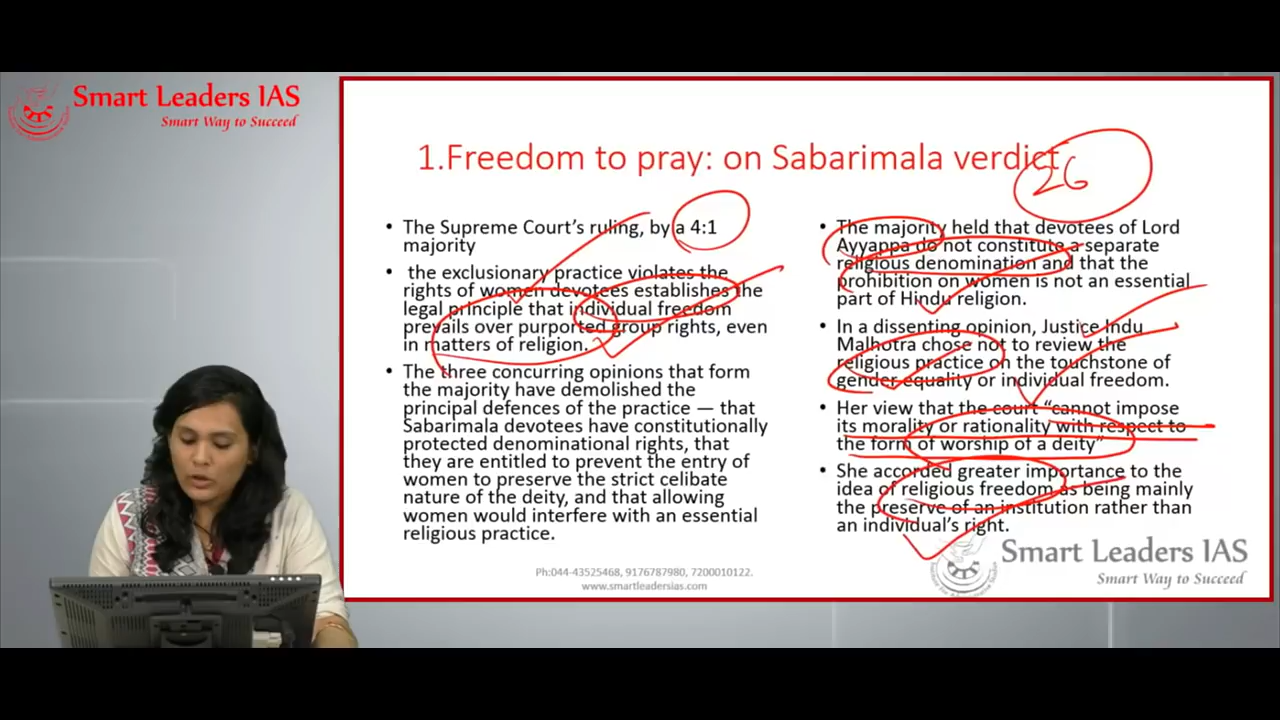 Smart Leaders IAS
Smart Way to Succeed
1.Freedom to pray: on Sabarimala verdict
26
• The Supreme Court's ruling, by a 4:1
majority
• the exclusionary practice violates the
rights of women devotees establishes the
legal principle that individual freedom
prevails over purported group rights, even
in matters of religion.
• The three concurring opinions that form
the majority have demolished the
principal defences of the practice — that
Sabarimala devotees have constitutionally
protected denominational rights, that
they are entitled to prevent the entry of
women to preserve the strict celibate
nature of the deity, and that allowing
women would interfere with an essential
religious practice.
• The majority held that devotees of Lord
Ayyappa do not constitute a separate
religious denomination and that the
prohibition on women is not an essential
part of Hindu religion.
• In a dissenting opinion, Justice Indu
Malhotra chose not to review the
religious practice on the touchstone of
gender equality or individual freedom.
• Her view that the court “cannot impose
its morality or rationality with respect to
the form of worship of a deity”
• She accorded greater importance to the
idea of religious freedom as being mainly
the preserve of an institution rather than
an individual's right.
Smart Leaders IAS
Smart Way to Succeed
Ph:044-43525468, 9176787980, 7200010122.
www.smartleadersias.com